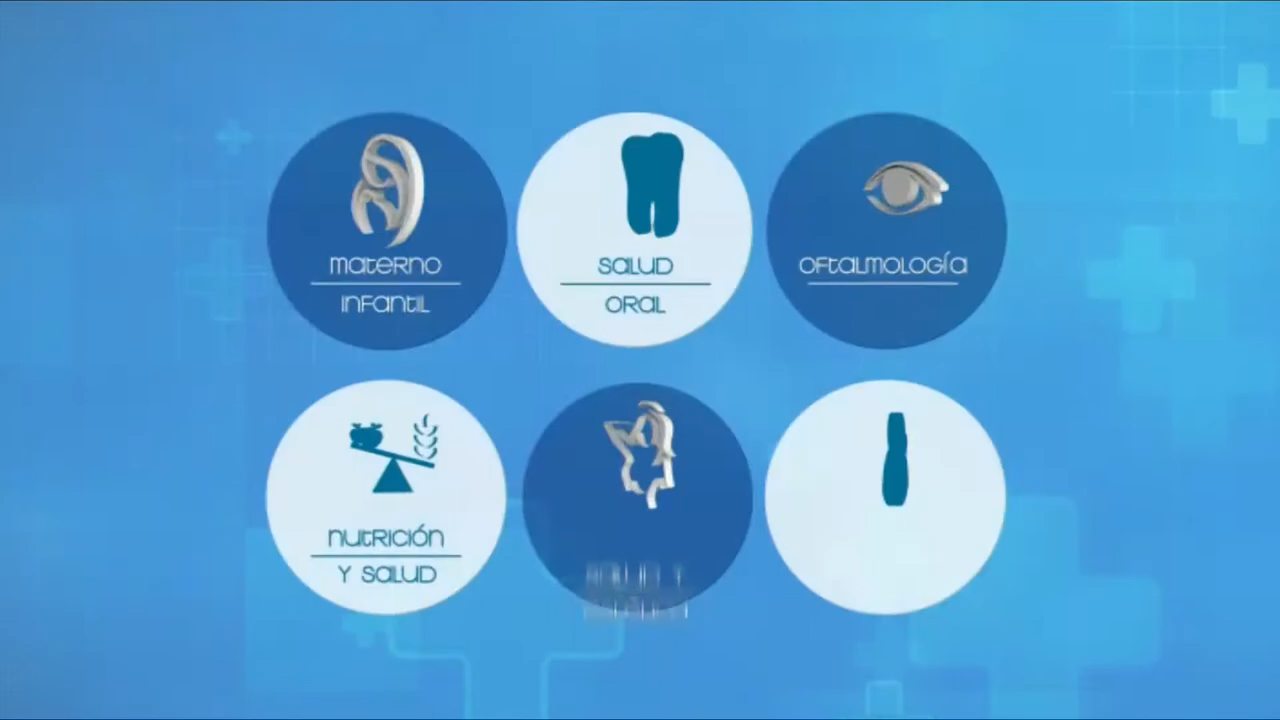 materno
infantil
salud
oral
oftalmología
nutrición
y salud